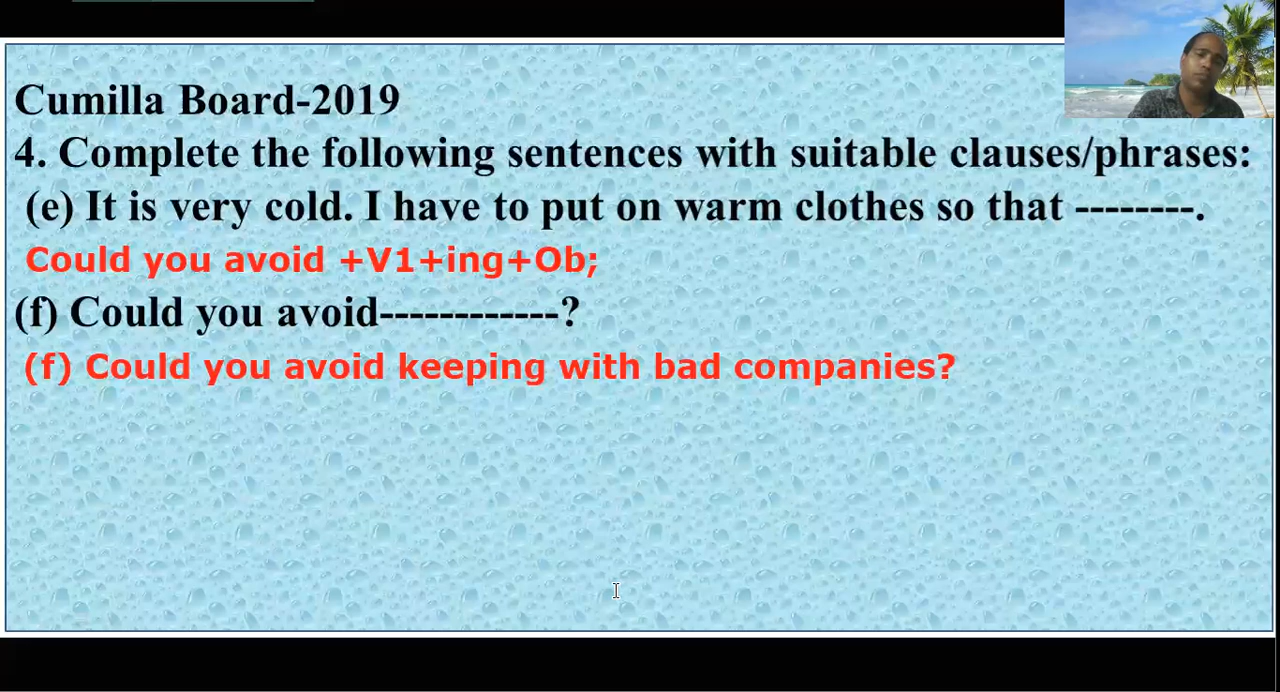 Cumilla Board-2019
4. Complete the following sentences with suitable clauses/phrases:
(e) It is very cold. I have to put on warm clothes so that --------.
Could you avoid +V1+ing+Ob;
(f) Could you avoid------------?
(f) Could you avoid keeping with bad companies?